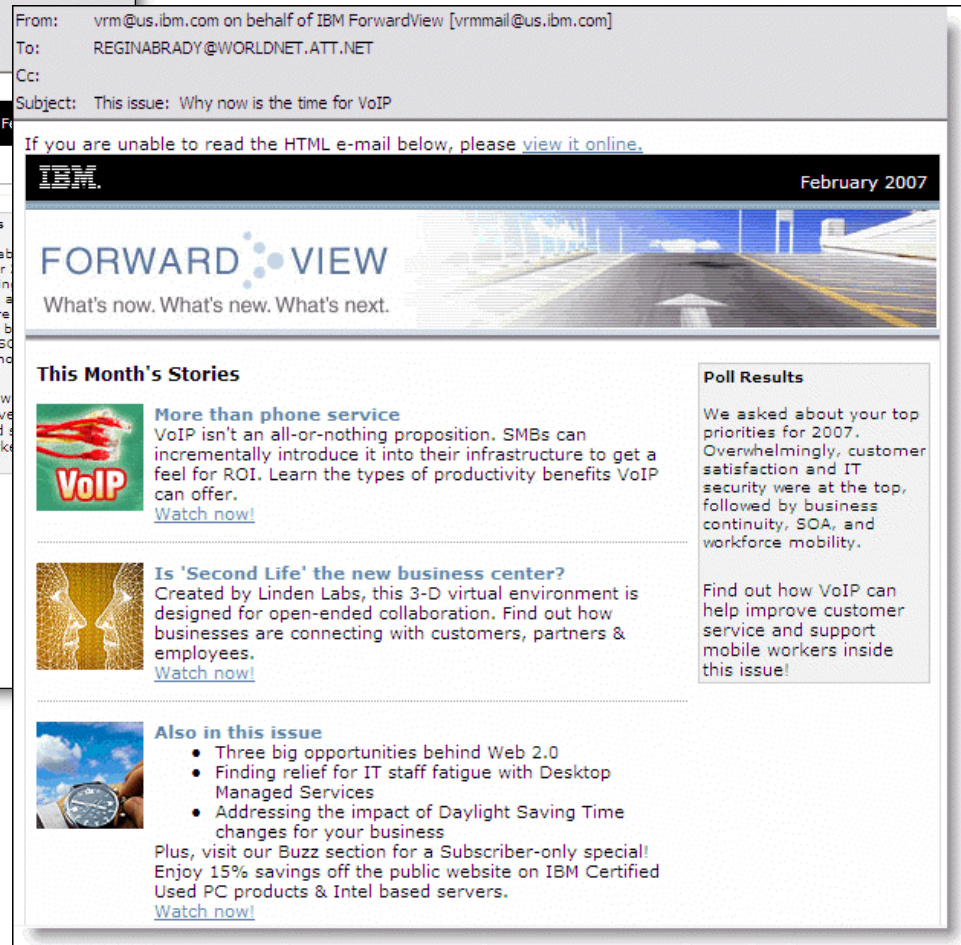 From: vrm@us.ibm.com on behalf of IBM ForwardView [vrmmail@us.ibm.com]
To: REGINABRADY@WORLDNET.ATT.NET
Cc:
Subject: This issue: Why now is the time for VoIP
If you are unable to read the HTML e-mail below, please view it online.
IBM.
February 2007
FORWARD VIEW
What's now. What's new. What's next.
This Month's Stories
VoIP
More than phone service
VoIP isn't an all-or-nothing proposition. SMBs can
incrementally introduce it into their infrastructure to get a
feel for ROI. Learn the types of productivity benefits VoIP
can offer.
Watch now!
Is 'Second Life' the new business center?
Created by Linden Labs, this 3-D virtual environment is
designed for open-ended collaboration. Find out how
businesses are connecting with customers, partners &
employees.
Watch now!
Also in this issue
• Three big opportunities behind Web 2.0
• Finding relief for IT staff fatigue with Desktop
Managed Services
• Addressing the impact of Daylight Saving Time
changes for your business
Plus, visit our Buzz section for a Subscriber-only special!
Enjoy 15% savings off the public website on IBM Certified
Used PC products & Intel based servers.
Watch now!
Poll Results
We asked about your top
priorities for 2007.
Overwhelmingly, customer
satisfaction and IT
security were at the top,
followed by business
continuity, SOA, and
workforce mobility.
Find out how VoIP can
help improve customer
service and support
mobile workers inside
this issue!